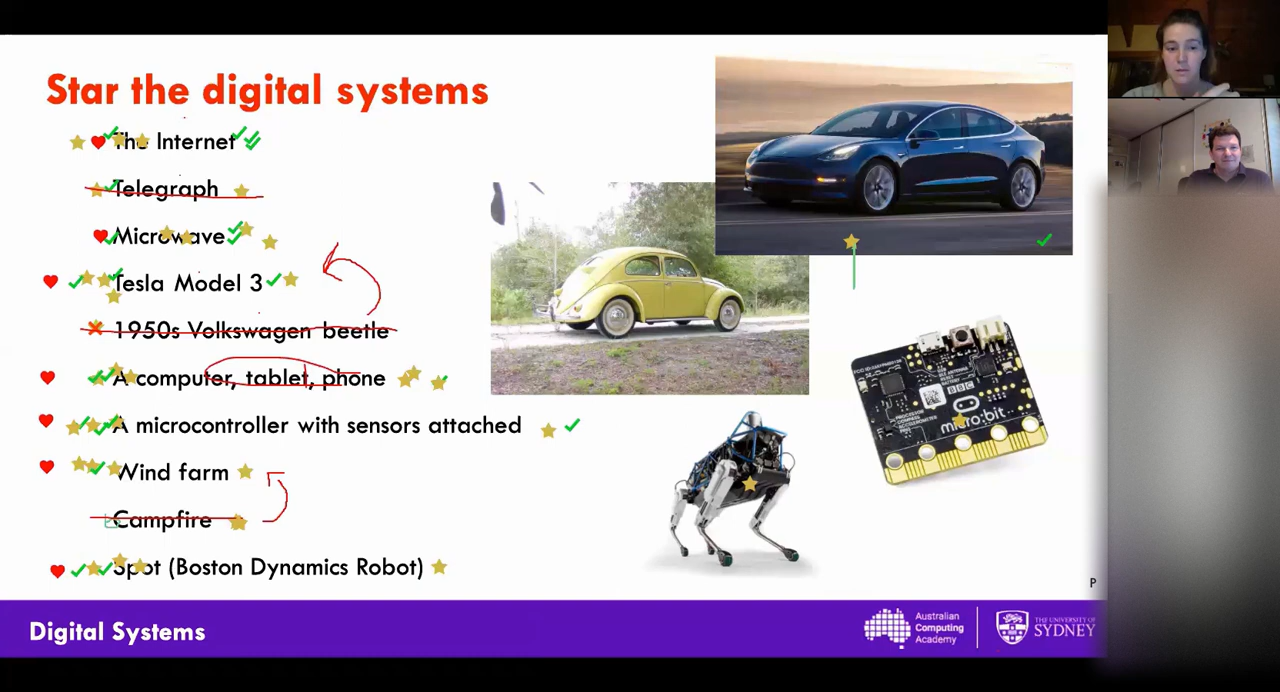 Star the digital systems
The Internet
Telegraph
Microwave
Tesla Model 3
1950s Volkswagen beetle
A computer, tablet, phone
A microcontroller with sensors attached
Wind farm
Campfire
Spot (Boston Dynamics Robot)
BBC
micro:bit
P
Digital Systems
Australian
Computing
Academy
THE UNIVERSITY OF
SYDNEY